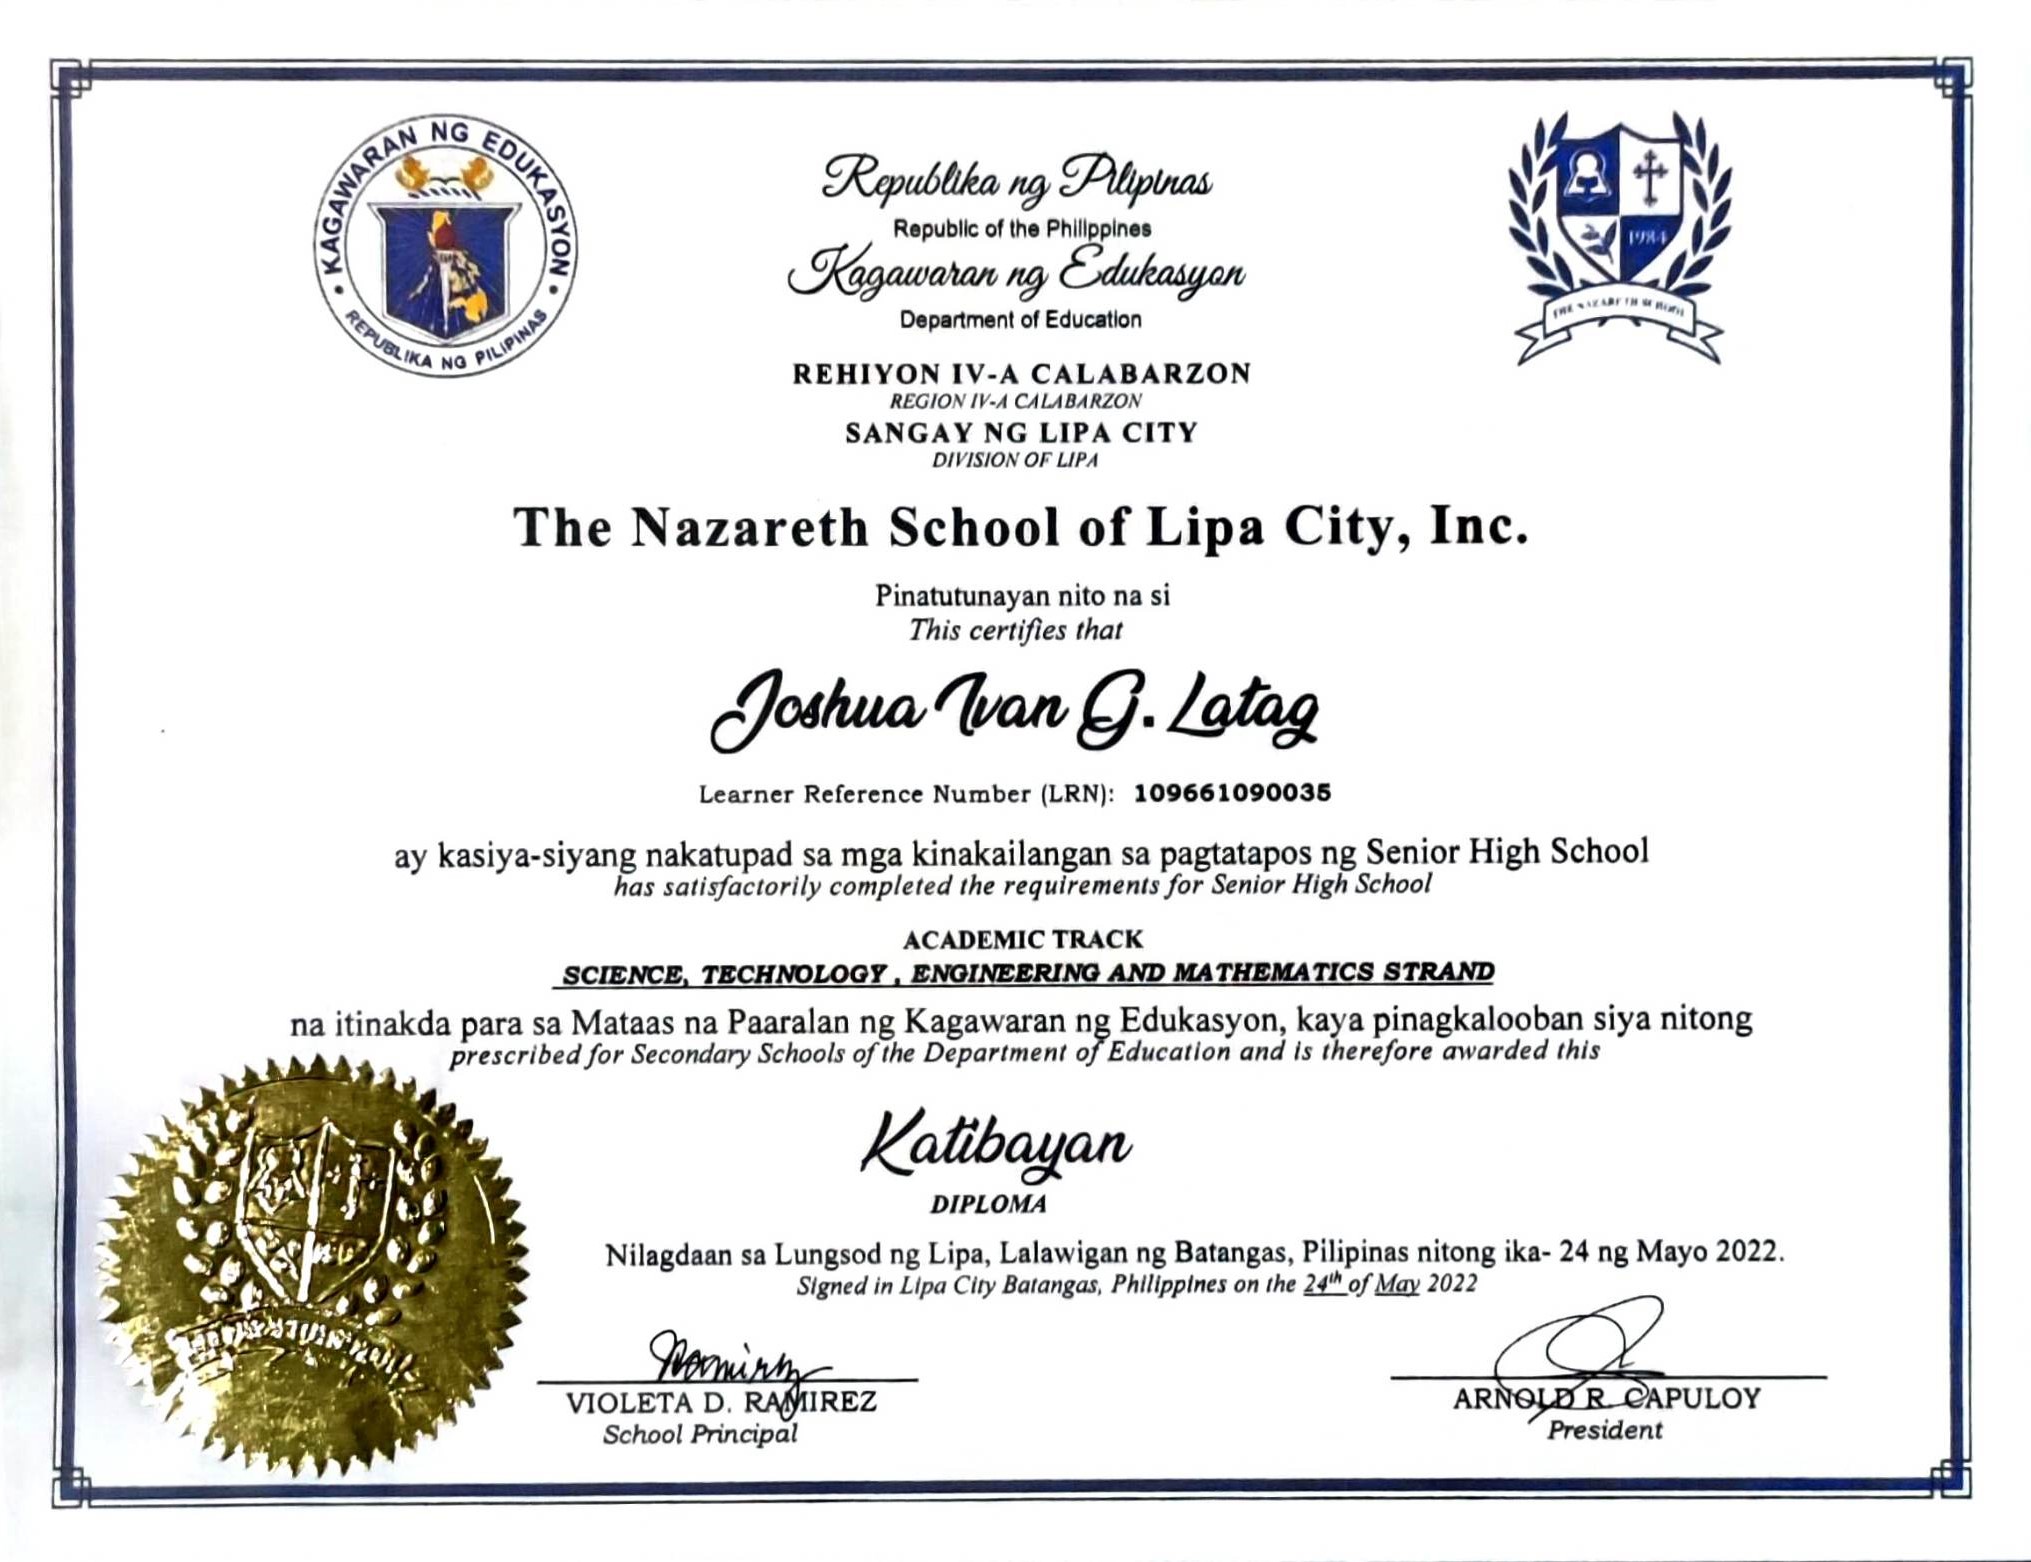 KAGAWARAN NG EDUKASYON
REPUBLIKA NG PILIPINAS
Republika ng Pilipinas
Republic of the Philippines
Kagawaran ng Edukasyon
Department of Education
1984
THE NAZARETH SCHOOL
REHIYON IV-A CALABARZON
REGION IV-A CALABARZON
SANGAY NG LIPA CITY
DIVISION OF LIPA
The Nazareth School of Lipa City, Inc.
Pinatutunayan nito na si
This certifies that
Joshua Ivan G. Latag
Learner Reference Number (LRN): 109661090035
ay kasiya-siyang nakatupad sa mga kinakailangan sa pagtatapos ng Senior High School
has satisfactorily completed the requirements for Senior High School
ACADEMIC TRACK
SCIENCE, TECHNOLOGY , ENGINEERING AND MATHEMATICS STRAND
na itinakda para sa Mataas na Paaralan ng Kagawaran ng Edukasyon, kaya pinagkalooban siya nitong
prescribed for Secondary Schools of the Department of Education and is therefore awarded this
Katibayan
DIPLOMA
Nilagdaan sa Lungsod ng Lipa, Lalawigan ng Batangas, Pilipinas nitong ika- 24 ng Mayo 2022.
Signed in Lipa City Batangas, Philippines on the 24th of May 2022
VIOLETA D. RAMIREZ
School Principal
ARNOLD R. CAPULOY
President